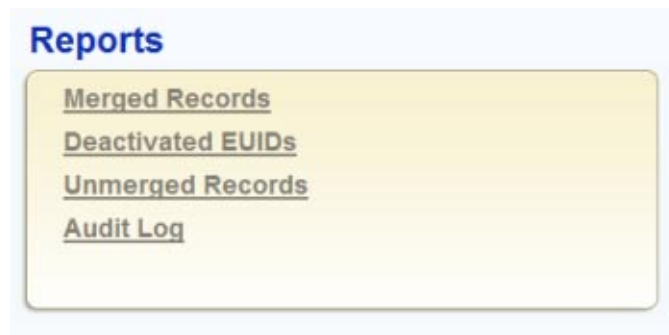 Reports
Merged Records
Deactivated EUIDs
Unmerged Records
Audit Log